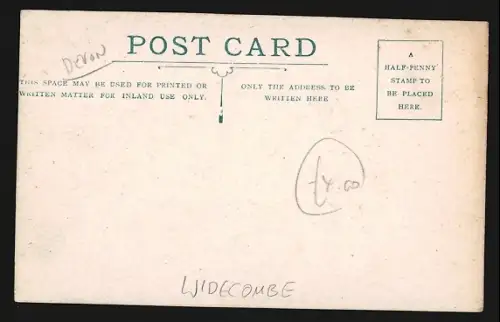 DEVON
POST CARD
THIS SPACE MAY BE USED FOR PRINTED OR
WRITTEN MATTER FOR INLAND USE ONLY.
ONLY THE ADDRESS TO BE
WRITTEN HERE
A
HALF-PENNY
STAMP TO
BE PLACED
HERE.
£4.00
WIDECOMBE